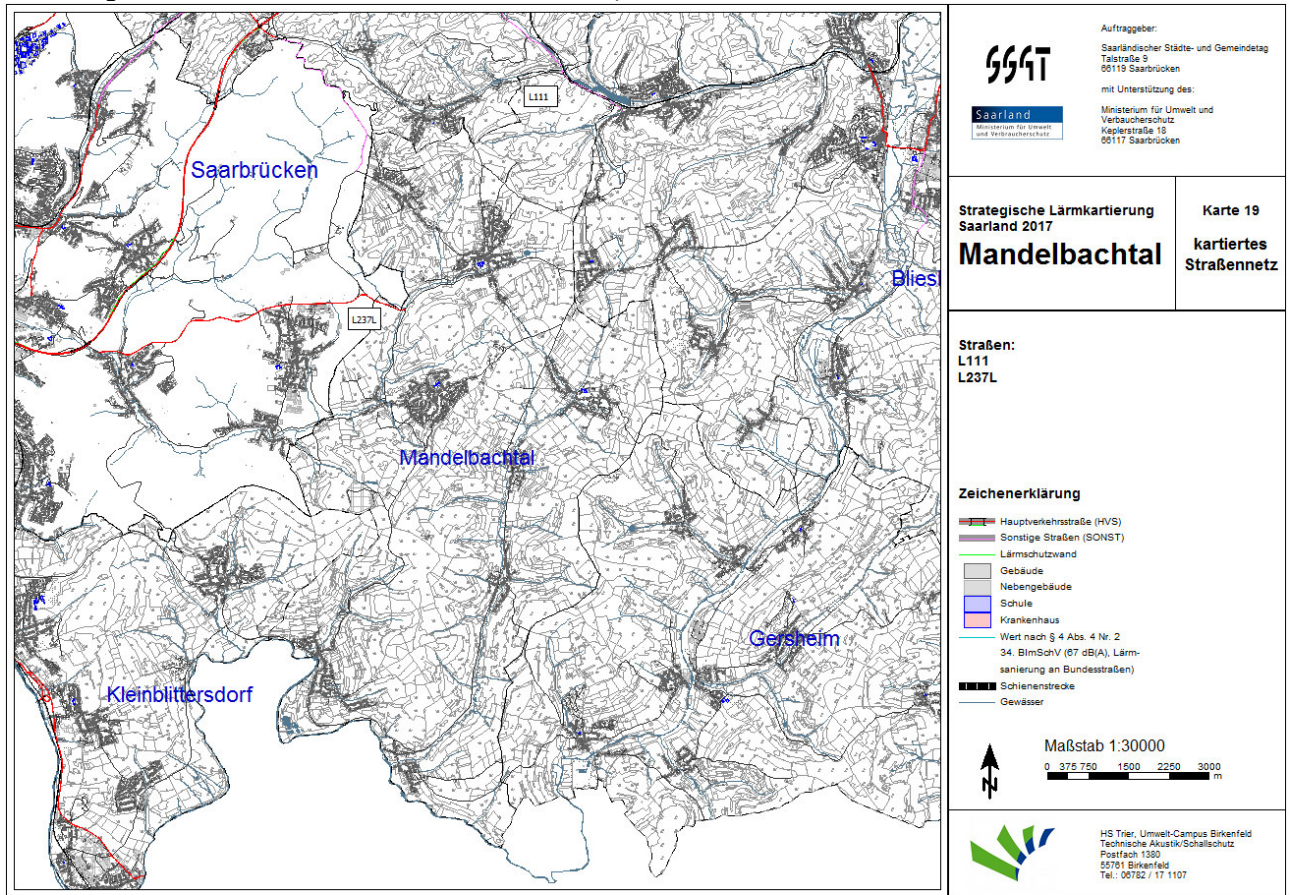 L111
Saarbrücken
L237L
Bliesk
Mandelbachtal
Gersheim
Kleinblittersdorf
SSGT
Auftraggeber:
Saarländischer Städte- und Gemeindetag
Talstraße 9
66119 Saarbrücken
mit Unterstützung des:
Saarland
Ministerium für Umwelt
und Verbraucherschutz
Ministerium für Umwelt und
Verbraucherschutz
Keplerstraße 18
66117 Saarbrücken
Strategische Lärmkartierung
Saarland 2017
Mandelbachtal
Karte 19
kartiertes
Straßennetz
Straßen:
L111
L237L
Zeichenerklärung
Hauptverkehrsstraße (HVS)
Sonstige Straßen (SONST)
Lärmschutzwand
Gebäude
Nebengebäude
Schule
Krankenhaus
Wert nach § 4 Abs. 4 Nr. 2
34. BImSchV (67 dB(A), Lärm-
sanierung an Bundesstraßen)
Schienenstrecke
Gewässer
N
Maßstab 1:30000
0 375 750 1500 2250 3000
m
HS Trier, Umwelt-Campus Birkenfeld
Technische Akustik/Schallschutz
Postfach 1380
55761 Birkenfeld
Tel.: 06782 / 17 1107